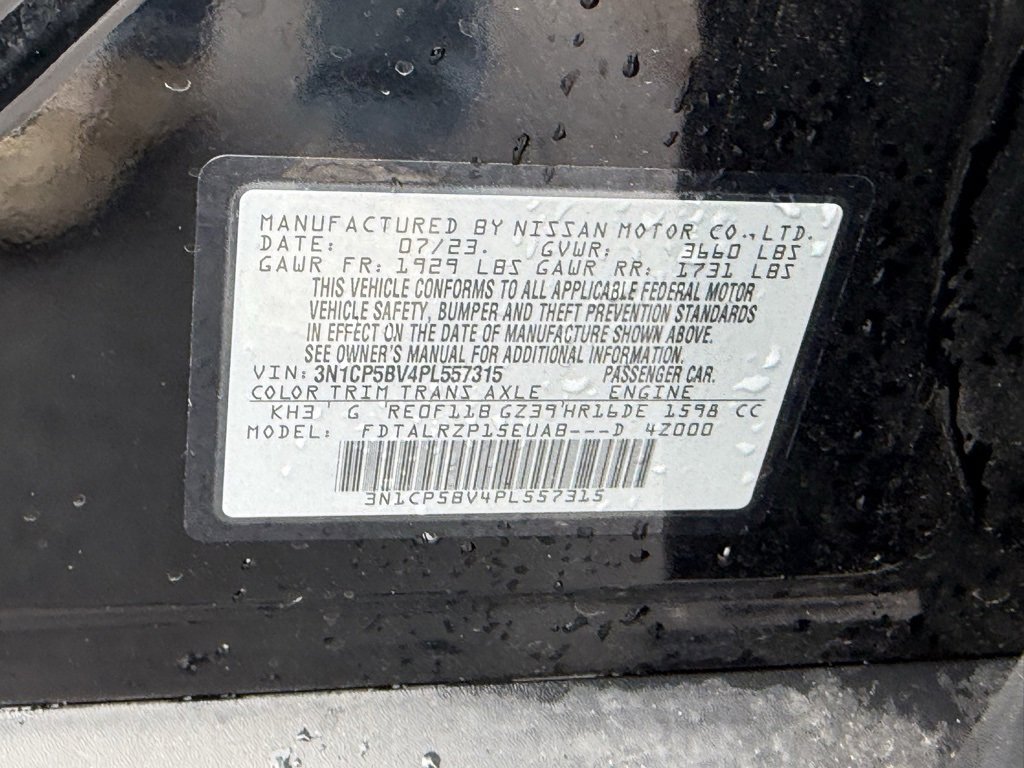 MANUFACTURED BY NISSAN MOTOR CO.,LTD.
DATE: 07/23. GVWR: 3660 LBS
GAWR FR: 1929 LBS GAWR RR: 1731 LBS
THIS VEHICLE CONFORMS TO ALL APPLICABLE FEDERAL MOTOR
VEHICLE SAFETY, BUMPER AND THEFT PREVENTION STANDARDS
IN EFFECT ON THE DATE OF MANUFACTURE SHOWN ABOVE.
SEE OWNER'S MANUAL FOR ADDITIONAL INFORMATION.
VIN: 3N1CP5BV4PL557315 PASSENGER CAR.
COLOR TRIM TRANS AXLE ENGINE
KH3' G 'RE0F11B GZ39'HR16DE 1598 CC
MODEL: FDTALRZP15EUAB---D 4Z000
3N1CP5BV4PL557315